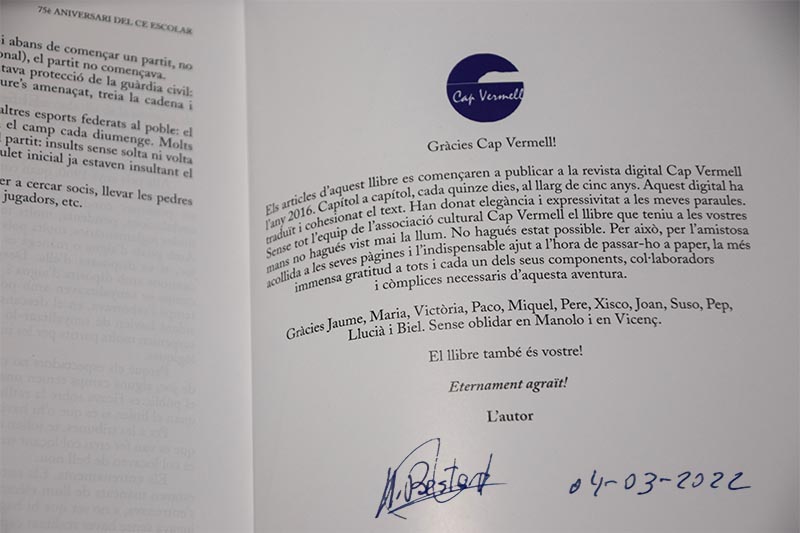 75è ANIVERSARI DEL CE ESCOLAR
i abans de començar un partit, no
onal), el partit no començava.
tava protecció de la guàrdia civil:
ure's amenaçat, treia la cadena i
altres esports federats al poble: el
el camp cada diumenge. Molts
l partit: insults sense solta ni volta
ulet inicial ja estaven insultant el
er a cercar socis, llevar les pedres
jugadors, etc.
Cap Vermell
Gràcies Cap Vermell!
Els articles d'aquest llibre es començaren a publicar a la revista digital Cap Vermell
l'any 2016. Capítol a capítol, cada quinze dies, al llarg de cinc anys. Aquest digital ha
traduït i cohesionat el text. Han donat elegància i expressivitat a les meves paraules.
Sense tot l'equip de l'associació cultural Cap Vermell el llibre que teniu a les vostres
mans no hagués vist mai la llum. No hagués estat possible. Per això, per l'amistosa
acollida a les seves pàgines i l'indispensable ajut a l'hora de passar-ho a paper, la més
immensa gratitud a tots i cada un dels seus components, col·laboradors
i còmplices necessaris d'aquesta aventura.
Gràcies Jaume, Maria, Victòria, Paco, Miquel, Pere, Xisco, Joan, Suso, Pep,
Llucià i Biel. Sense oblidar en Manolo i en Vicenç.
El llibre també és vostre!
Eternament agraït!
L'autor
Bestard
04-03-2022